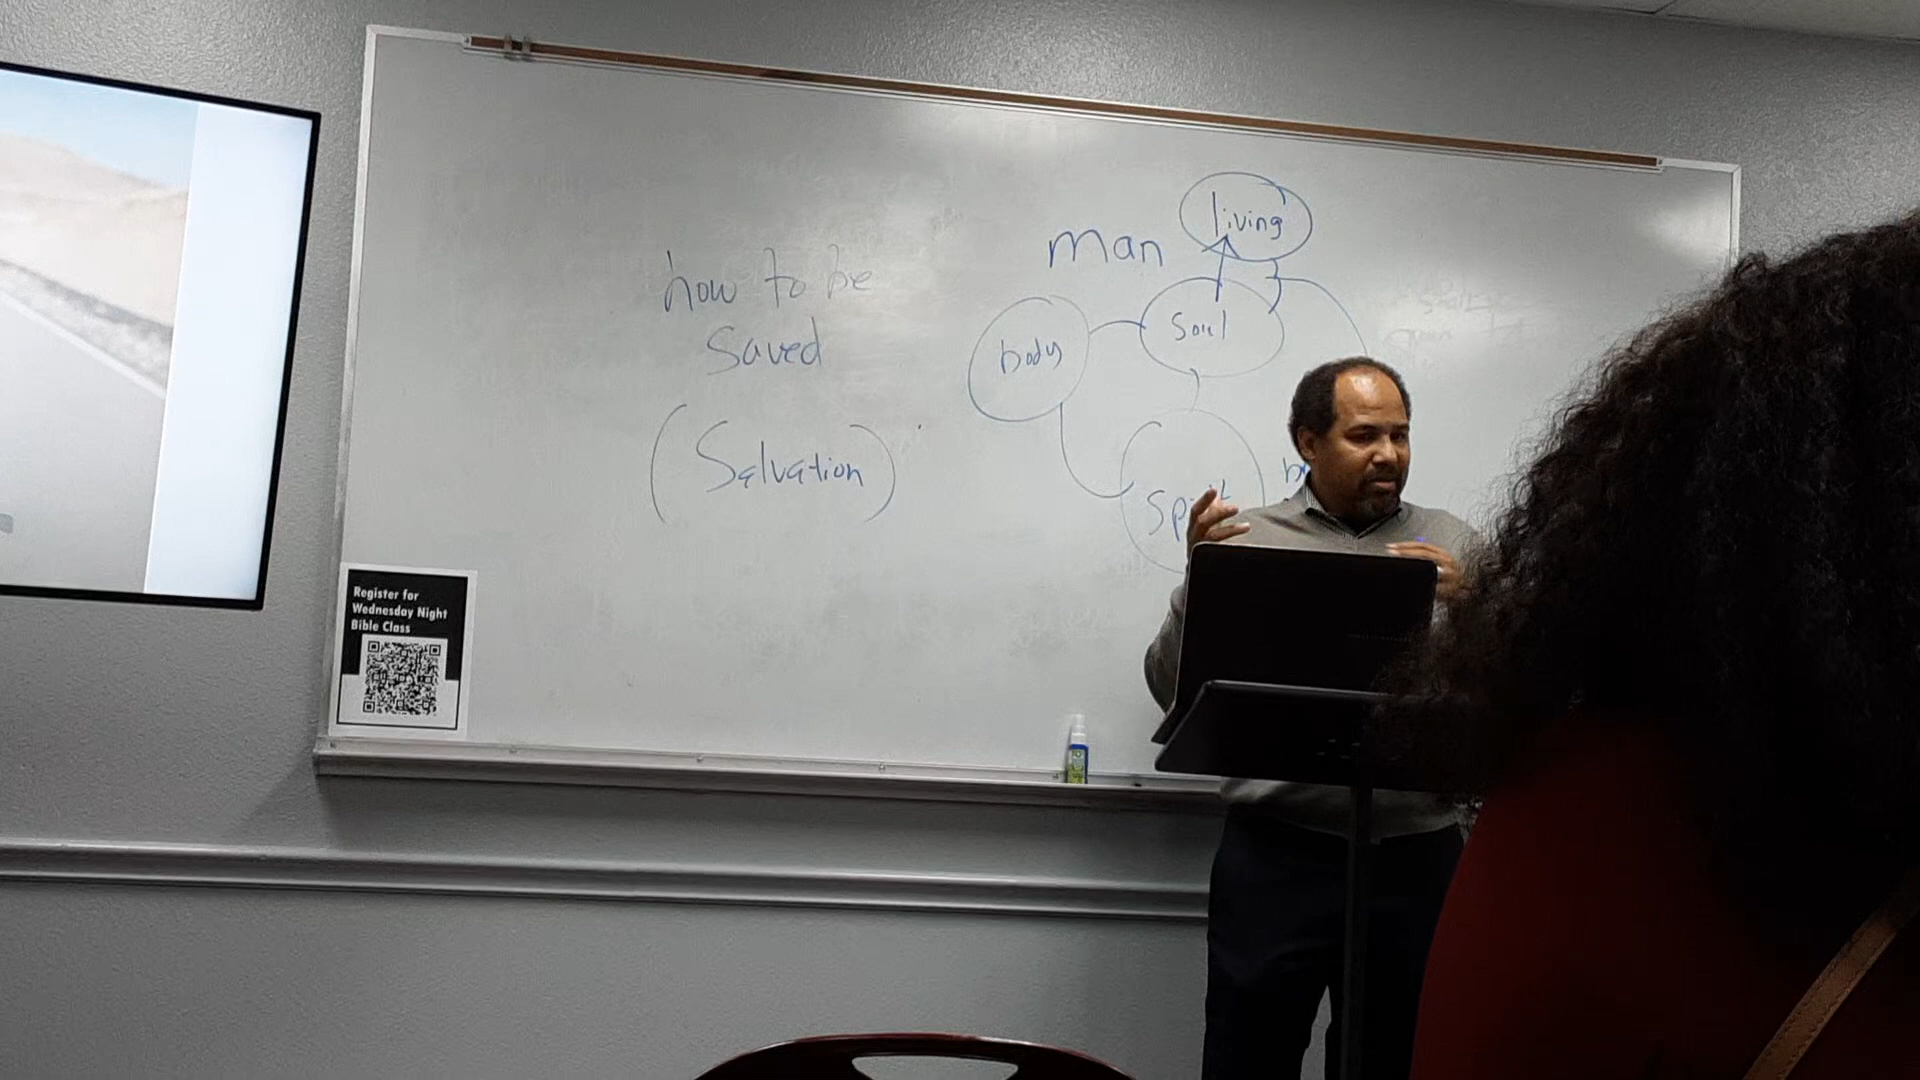 how to be
saved
(Salvation)
man
living
soul
body
Register for
Wednesday Night
Bible Class